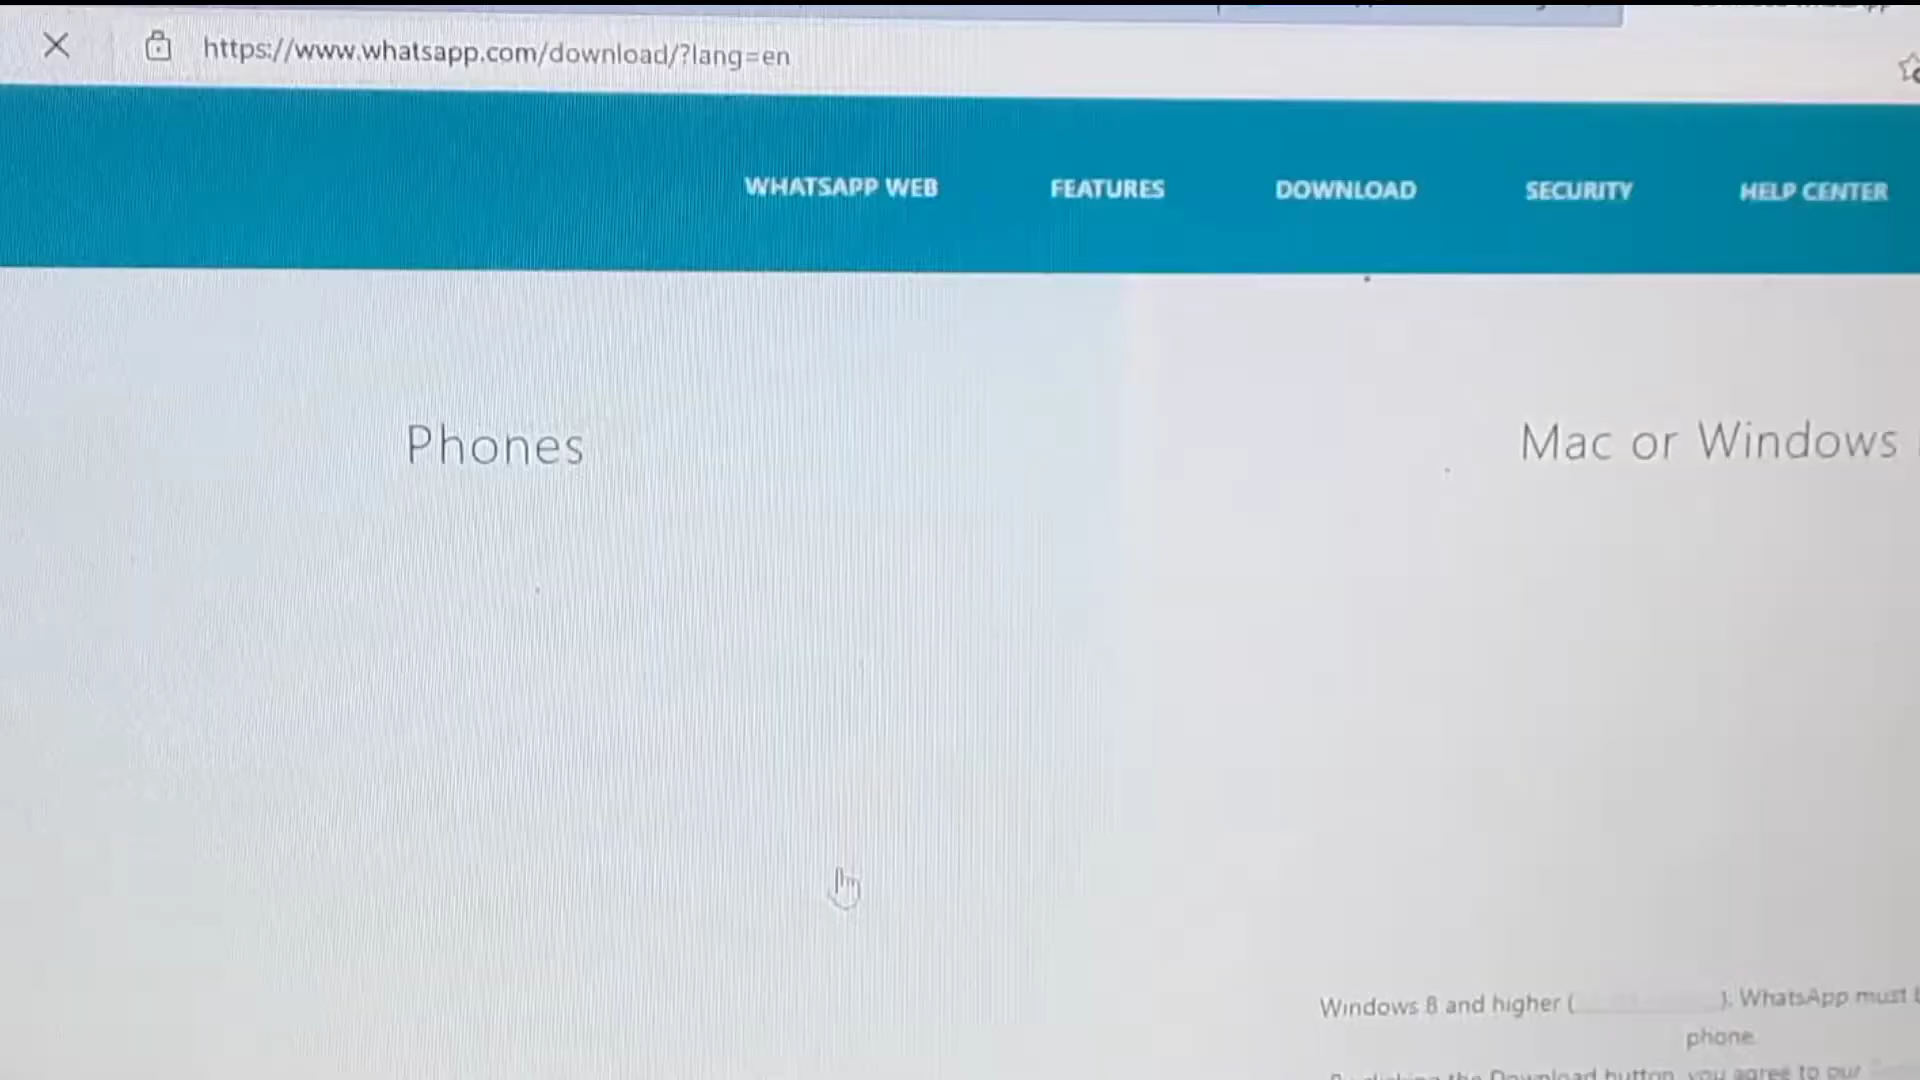 https://www.whatsapp.com/download/?lang=en
WHATSAPP WEB FEATURES DOWNLOAD SECURITY HELP CENTER
Phones
Mac or Windows
Windows 8 and higher ( ). WhatsApp must
phone
the Download button, you agree to our